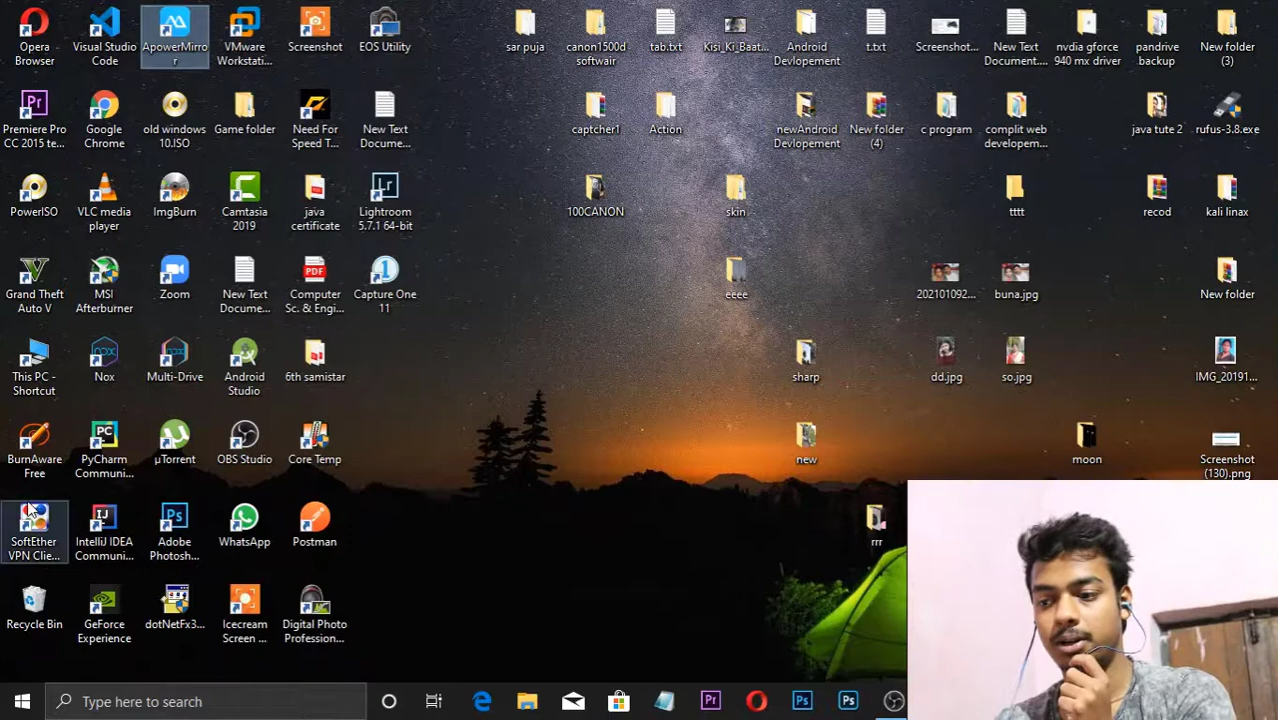 Opera
Browser
Visual Studio
Code
ApowerMirro
r
VMware
Workstati...
Screenshot
EOS Utility
sar puja
canon1500d
softwair
tab.txt
Kisi_Ki_Baat...
Android
Devlopement
t.txt
Screenshot...
New Text
Document....
nvdia gforce
940 mx driver
pandrive
backup
New folder
(3)
Premiere Pro
CC 2015 te...
Google
Chrome
old windows
10.ISO
Game folder
Need For
Speed T...
New Text
Docume...
captcher1
Action
newAndroid
Devlopement
New folder
(4)
c program
complit web
developem...
java tute 2
rufus-3.8.exe
PowerISO
VLC media
player
ImgBurn
Camtasia
2019
java
certificate
Lightroom
5.7.1 64-bit
100CANON
skin
tttt
recod
kali linax
Grand Theft
Auto V
MSI
Afterburner
Zoom
New Text
Docume...
Computer
Sc. & Engi...
Capture One
11
eeee
202101092...
buna.jpg
New folder
This PC -
Shortcut
Nox
Multi-Drive
Android
Studio
6th samistar
sharp
dd.jpg
so.jpg
IMG_20191...
BurnAware
Free
PyCharm
Communi...
µTorrent
OBS Studio
Core Temp
new
moon
Screenshot
(130).png
SoftEther
VPN Clie...
IntelliJ IDEA
Communi...
Adobe
Photosh...
WhatsApp
Postman
rrr
Recycle Bin
GeForce
Experience
dotNetFx3...
Icecream
Screen ...
Digital Photo
Profession...
Type here to search